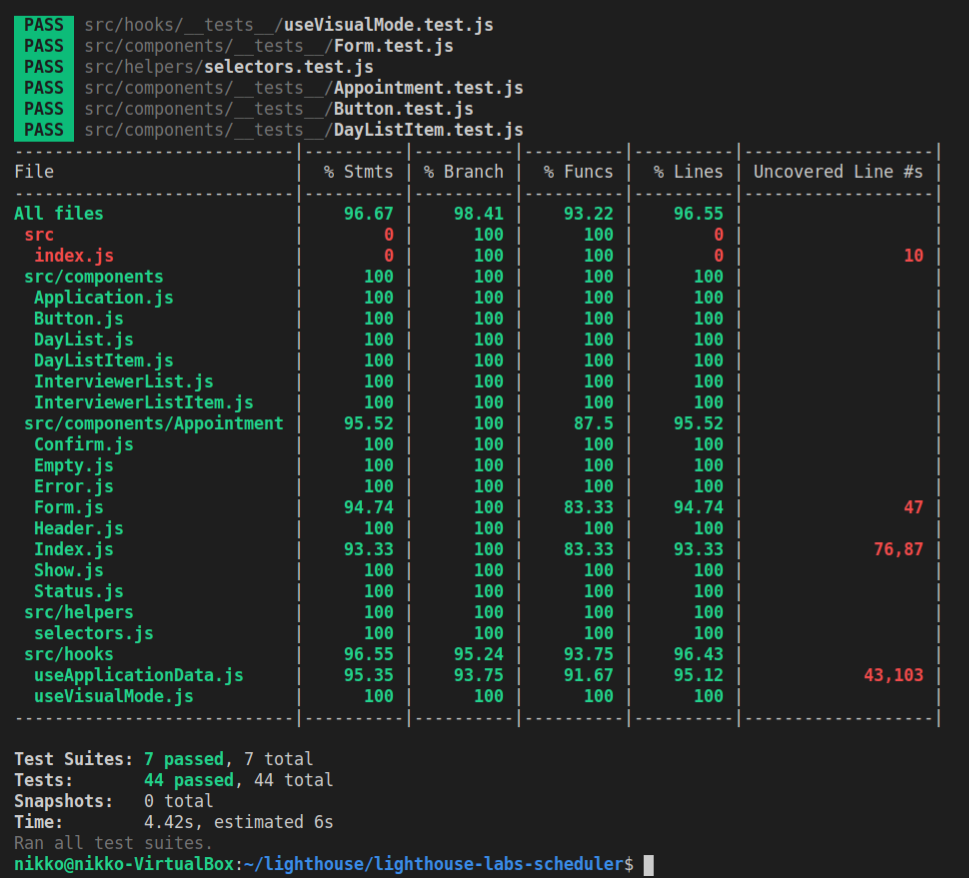 PASS src/hooks/__tests__/useVisualMode.test.js
PASS src/components/__tests__/Form.test.js
PASS src/helpers/selectors.test.js
PASS src/components/__tests__/Appointment.test.js
PASS src/components/__tests__/Button.test.js
PASS src/components/__tests__/DayListItem.test.js
----------------------------|----------|----------|----------|----------|-------------------|
File                        |  % Stmts | % Branch |  % Funcs |  % Lines | Uncovered Line #s |
----------------------------|----------|----------|----------|----------|-------------------|
All files                   |    96.67 |    98.41 |    93.22 |    96.55 |                   |
 src                        |        0 |      100 |      100 |        0 |                   |
  index.js                  |        0 |      100 |      100 |        0 |                10 |
 src/components             |      100 |      100 |      100 |      100 |                   |
  Application.js            |      100 |      100 |      100 |      100 |                   |
  Button.js                 |      100 |      100 |      100 |      100 |                   |
  DayList.js                |      100 |      100 |      100 |      100 |                   |
  DayListItem.js            |      100 |      100 |      100 |      100 |                   |
  InterviewerList.js        |      100 |      100 |      100 |      100 |                   |
  InterviewerListItem.js    |      100 |      100 |      100 |      100 |                   |
 src/components/Appointment |    95.52 |      100 |     87.5 |    95.52 |                   |
  Confirm.js                |      100 |      100 |      100 |      100 |                   |
  Empty.js                  |      100 |      100 |      100 |      100 |                   |
  Error.js                  |      100 |      100 |      100 |      100 |                   |
  Form.js                   |    94.74 |      100 |    83.33 |    94.74 |                47 |
  Header.js                 |      100 |      100 |      100 |      100 |                   |
  Index.js                  |    93.33 |      100 |    83.33 |    93.33 |             76,87 |
  Show.js                   |      100 |      100 |      100 |      100 |                   |
  Status.js                 |      100 |      100 |      100 |      100 |                   |
 src/helpers                |      100 |      100 |      100 |      100 |                   |
  selectors.js              |      100 |      100 |      100 |      100 |                   |
 src/hooks                  |    96.55 |    95.24 |    93.75 |    96.43 |                   |
  useApplicationData.js     |    95.35 |    93.75 |    91.67 |    95.12 |            43,103 |
  useVisualMode.js          |      100 |      100 |      100 |      100 |                   |
----------------------------|----------|----------|----------|----------|-------------------|
Test Suites: 7 passed, 7 total
Tests:       44 passed, 44 total
Snapshots:   0 total
Time:        4.42s, estimated 6s
Ran all test suites.
nikko@nikko-VirtualBox:~/lighthouse/lighthouse-labs-scheduler$